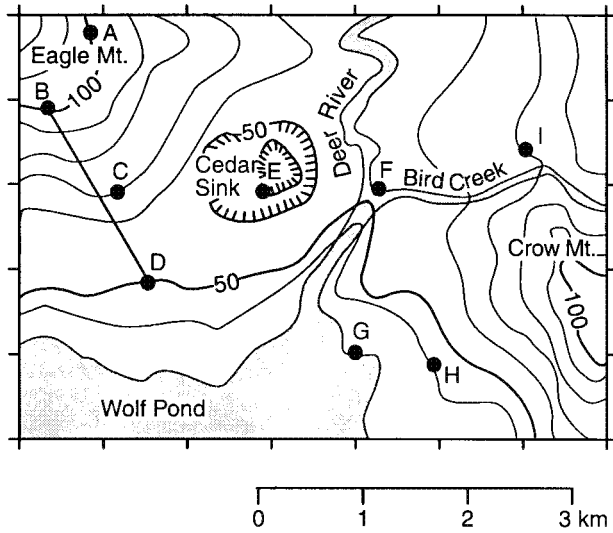 A
Eagle Mt.
B
100
50
Deer River
I
C
Cedar
Sink
E
F
Bird Creek
D
Crow Mt.
50
100
G
H
Wolf Pond
0 1 2 3 km